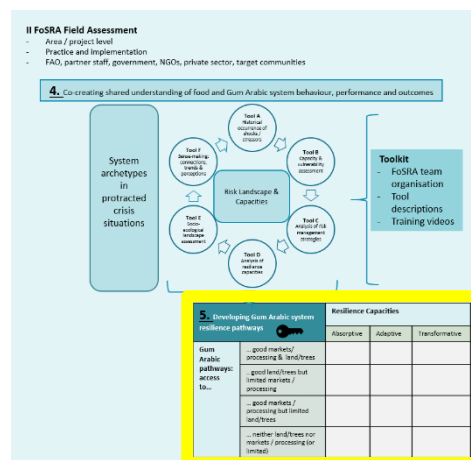 II FoSRA Field Assessment
- Area / project level
- Practice and implementation
- FAO, partner staff, government, NGOs, private sector, target communities
4. Co-creating shared understanding of food and Gum Arabic system behaviour, performance and outcomes
System
archetypes
in
protracted
crisis
situations
Tool A
Historical
occurrence of
shocks /
stressors
Tool B
Capacity &
vulnerability
assessment
Tool C
Analysis of risk
management
strategies
Tool D
Analysis of
resilience
capacities
Tool E
Socio-
ecological
landscape
assessment
Tool F
Sense-making:
connections,
trends &
perceptions
Risk Landscape &
Capacities
Toolkit
- FoSRA team
organisation
- Tool
descriptions
- Training videos
5. Developing Gum Arabic system
resilience pathways
Resilience Capacities
Absorptive Adaptive Transformative
Gum
Arabic
pathways:
access
to...
... good markets/
processing & land/trees
.. good land/trees but
limited markets /
processing
... good markets /
processing but limited
land/trees
... neither land/trees nor
markets / processing (or
limited)